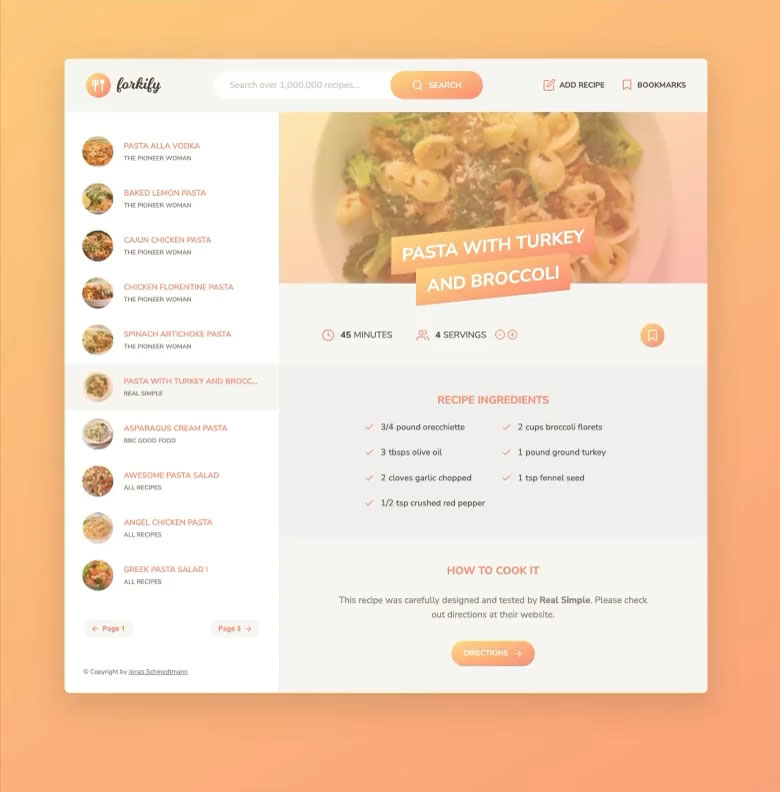 forkify
Search over 1,000,000 recipes...
SEARCH
ADD RECIPE
BOOKMARKS
PASTA ALLA VODKA
THE PIONEER WOMAN
BAKED LEMON PASTA
THE PIONEER WOMAN
CAJUN CHICKEN PASTA
THE PIONEER WOMAN
CHICKEN FLORENTINE PASTA
THE PIONEER WOMAN
SPINACH ARTICHOKE PASTA
THE PIONEER WOMAN
PASTA WITH TURKEY AND BROCC...
REAL SIMPLE
ASPARAGUS CREAM PASTA
BBC GOOD FOOD
AWESOME PASTA SALAD
ALL RECIPES
ANGEL CHICKEN PASTA
ALL RECIPES
GREEK PASTA SALAD I
ALL RECIPES
Page 1
Page 3
© Copyright by Jonas Schmedtmann
PASTA WITH TURKEY
AND BROCCOLI
45 MINUTES
4 SERVINGS
RECIPE INGREDIENTS
3/4 pound orecchiette
2 cups broccoli florets
3 tbsps olive oil
1 pound ground turkey
2 cloves garlic chopped
1 tsp fennel seed
1/2 tsp crushed red pepper
HOW TO COOK IT
This recipe was carefully designed and tested by Real Simple. Please check
out directions at their website.
DIRECTIONS